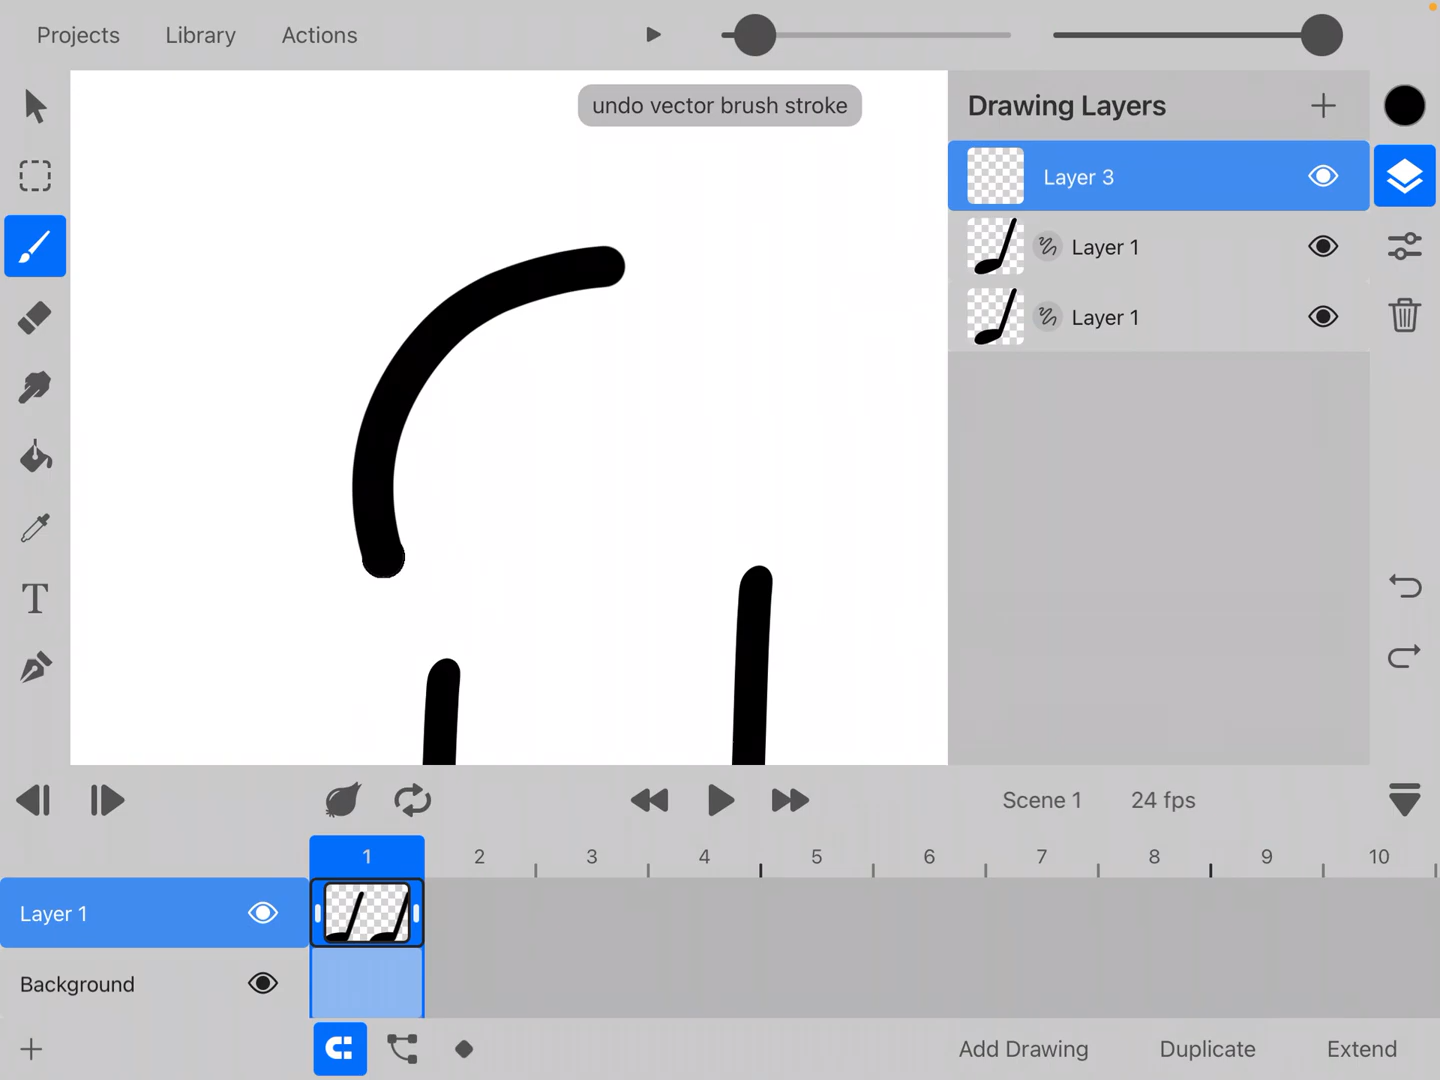 Projects
Library
Actions
undo vector brush stroke
Drawing Layers
Layer 3
Layer 1
Layer 1
T
Scene 1
24 fps
1
2
3
4
5
6
7
8
9
10
Layer 1
Background
Add Drawing
Duplicate
Extend